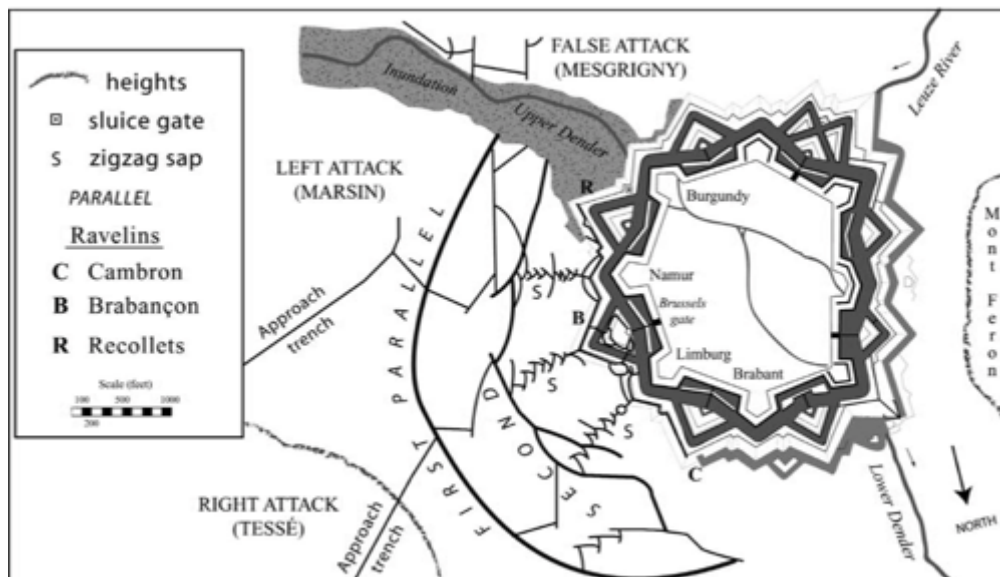 heights
sluice gate
S zigzag sap
PARALLEL
Ravelins
C Cambron
B Brabançon
R Recollets
Scale (feet)
100 500 1000
200
FALSE ATTACK
(MESGRIGNY)
Inundation
Upper Dender
Leuze River
LEFT ATTACK
(MARSIN)
R
Burgundy
Namur
Brussels
gate
B
Limburg
Brabant
Mont Feron
Approach
trench
FIRST PARALLEL
SECOND
S
S
S
S
E
C
RIGHT ATTACK
(TESSÉ)
Approach
trench
Lower Dender
NORTH